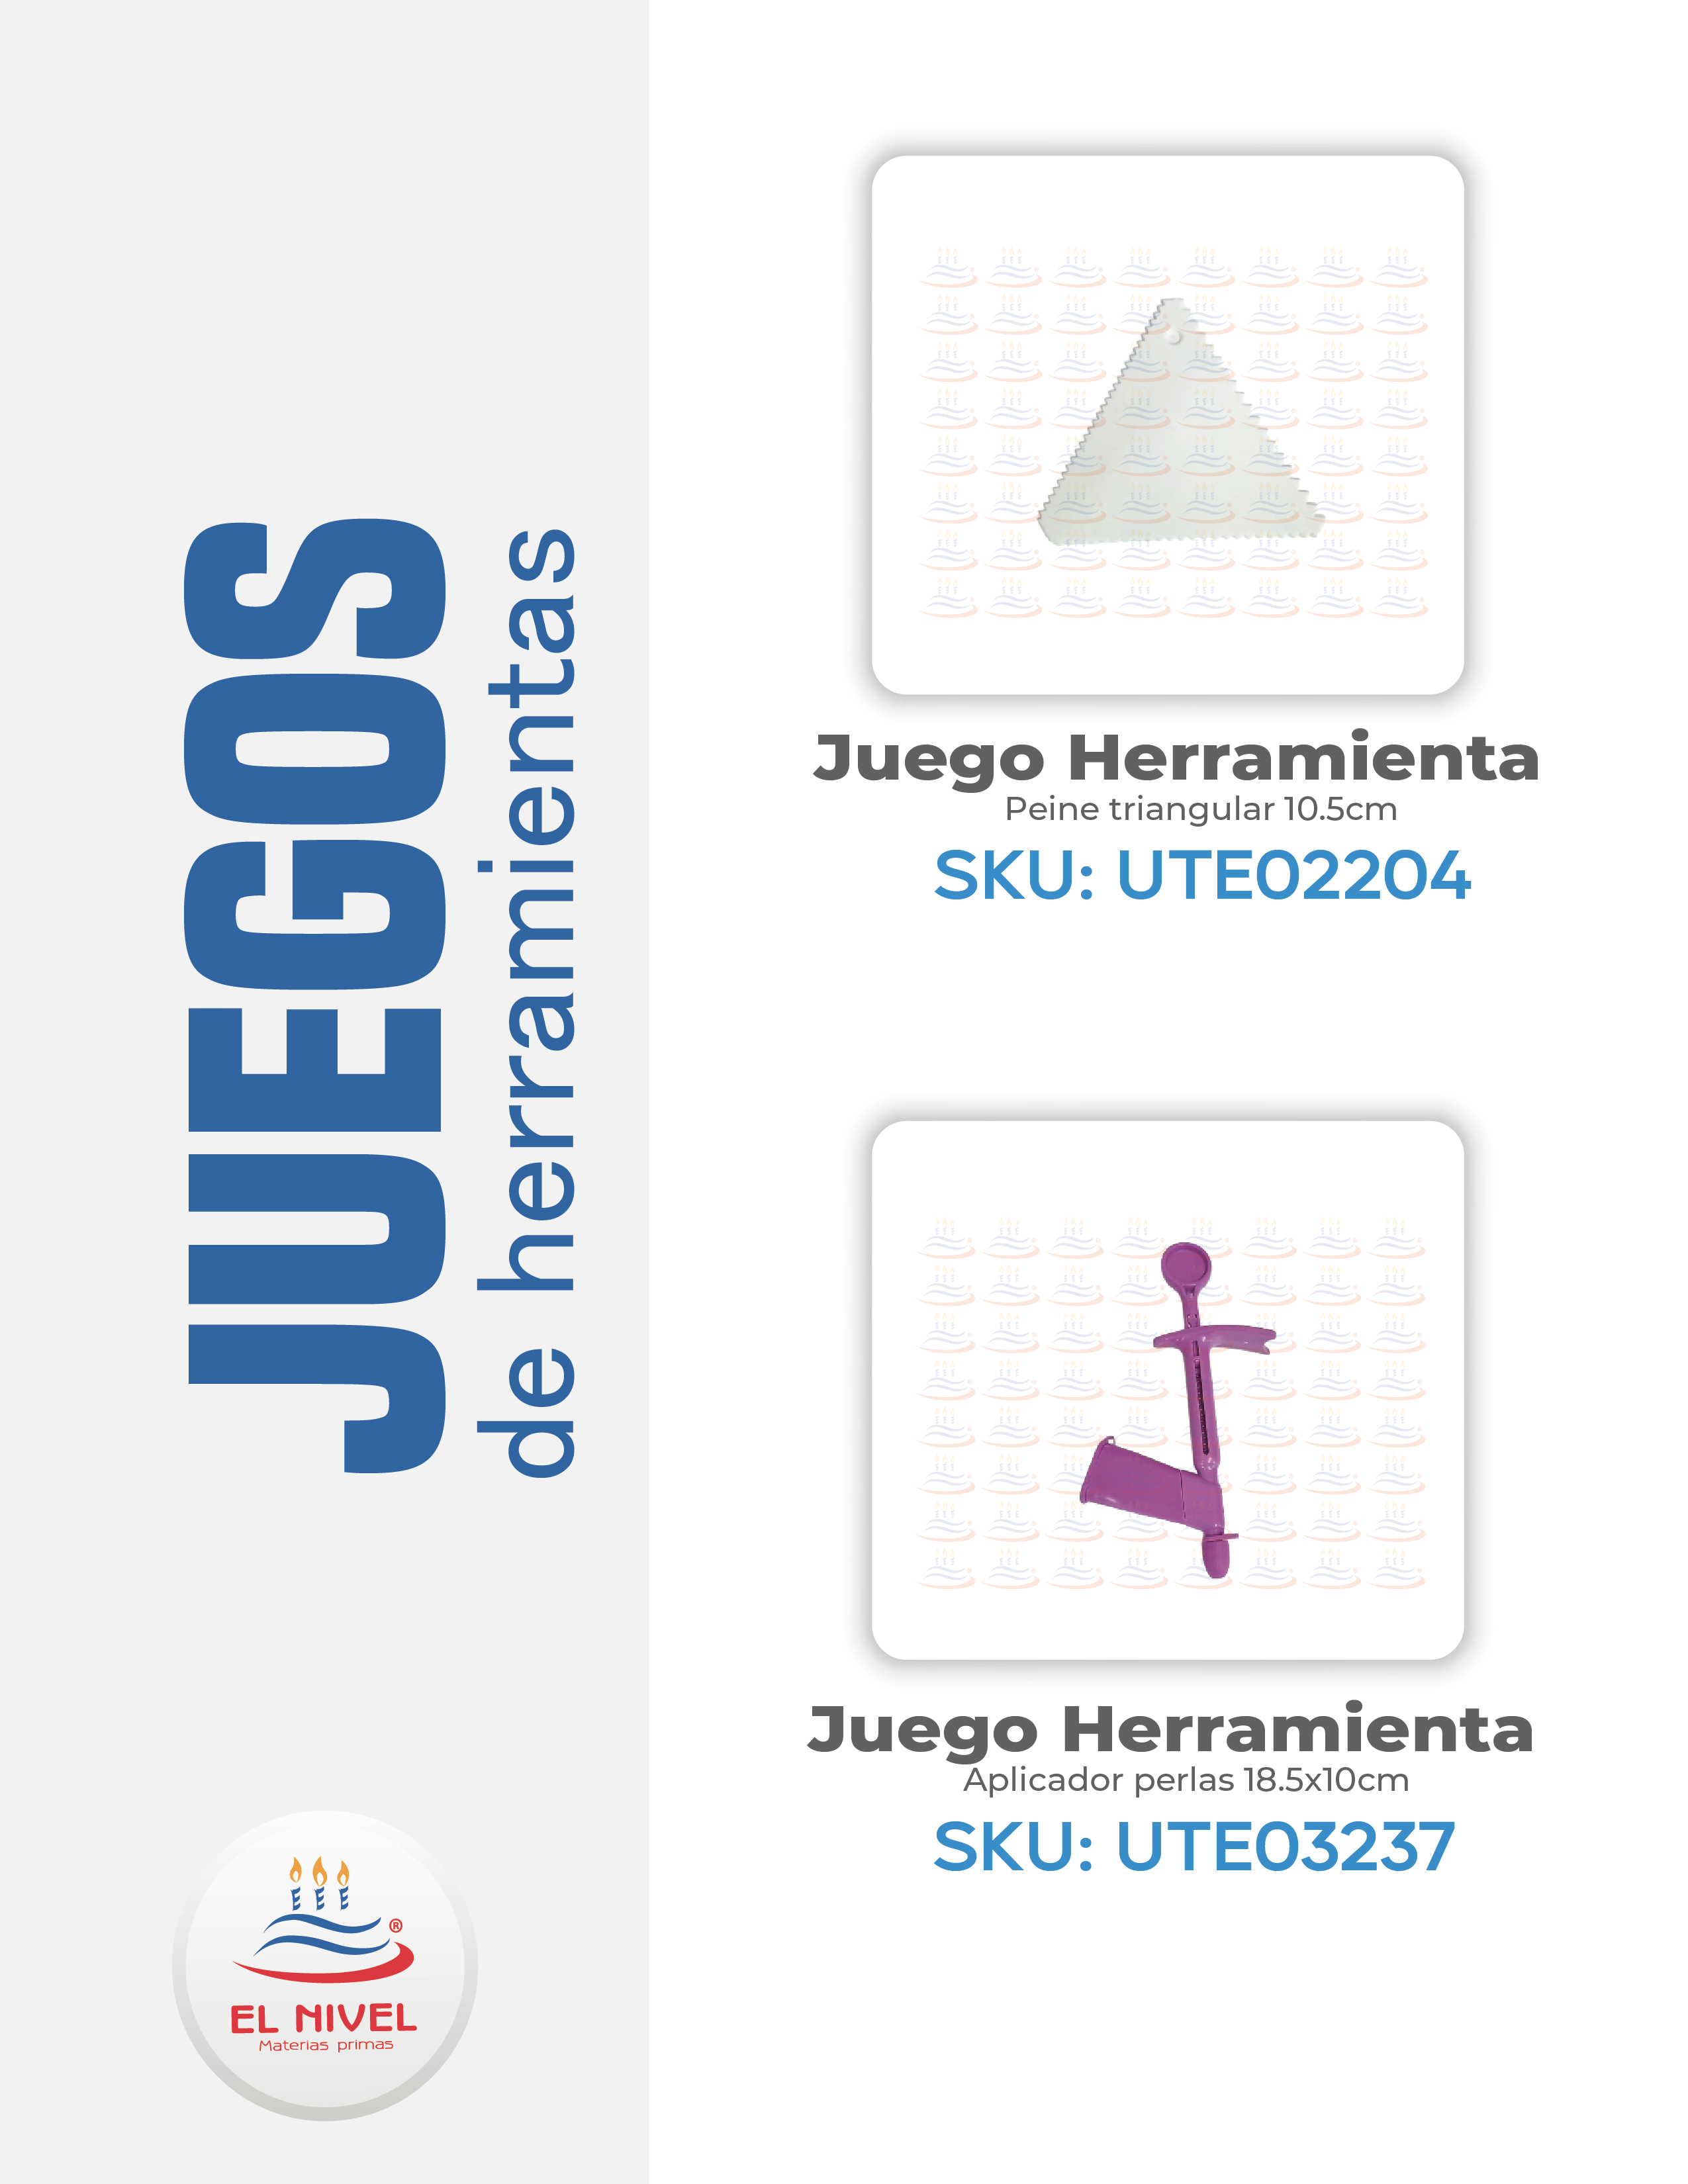 JUEGOS
de herramientas
Juego Herramienta
Peine triangular 10.5cm
SKU: UTE02204
Juego Herramienta
Aplicador perlas 18.5x10cm
SKU: UTE03237
®
EL NIVEL
Materias primas